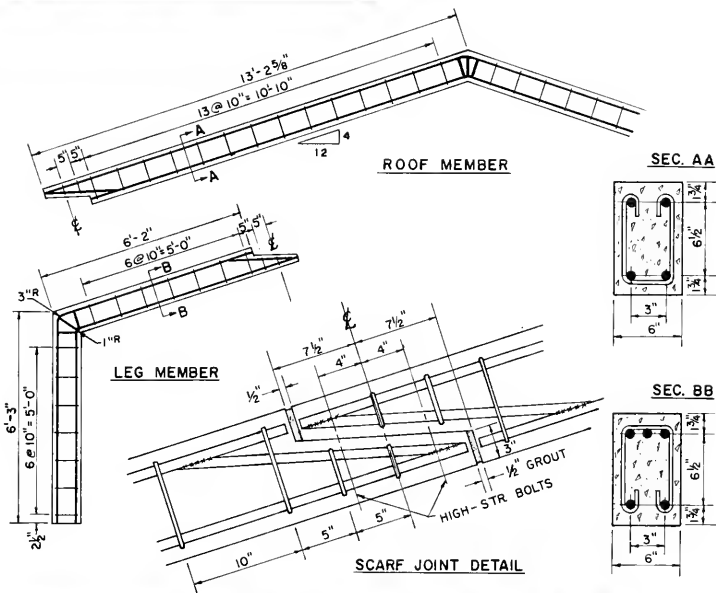 13'-2 5/8"
13 @ 10" = 10'-10"
5" 5"
A
A
4
12
ROOF MEMBER
SEC. AA
1 3/4"
6 1/2"
1 3/4"
3"
6"
℄
6'-2"
6 @ 10" = 5'-0"
5" 5"
℄
B
B
3"R
1"R
LEG MEMBER
6'-3"
6 @ 10" = 5'-0"
2 1/2"
℄
7 1/2"
7 1/2"
4"
4"
1/2"
3"
1/2" GROUT
HIGH-STR BOLTS
10"
5"
5"
SCARF JOINT DETAIL
SEC. BB
1 3/4"
6 1/2"
1 3/4"
3"
6"